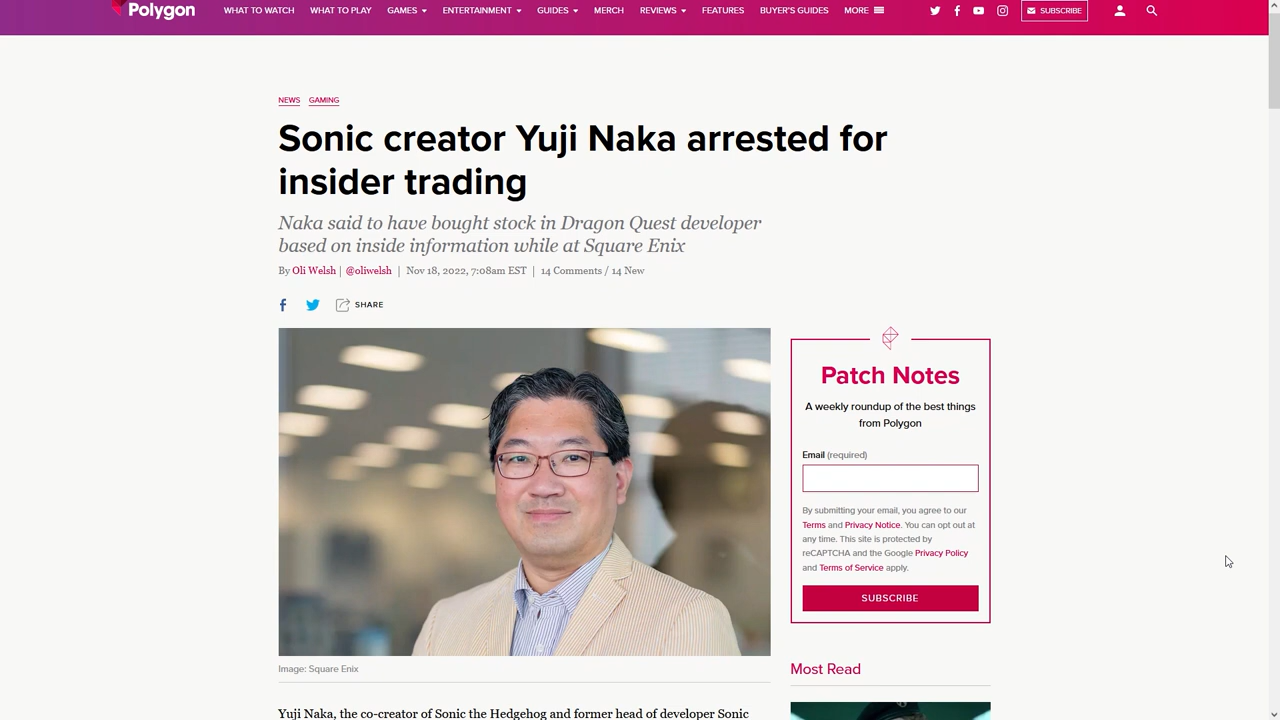 Polygon
WHAT TO WATCH WHAT TO PLAY GAMES ENTERTAINMENT GUIDES MERCH REVIEWS FEATURES BUYER'S GUIDES MORE SUBSCRIBE
NEWS GAMING
Sonic creator Yuji Naka arrested for
insider trading
Naka said to have bought stock in Dragon Quest developer
based on inside information while at Square Enix
By Oli Welsh | @oliwelsh | Nov 18, 2022, 7:08am EST | 14 Comments / 14 New
SHARE
Image: Square Enix
Yuji Naka, the co-creator of Sonic the Hedgehog and former head of developer Sonic
Patch Notes
A weekly roundup of the best things
from Polygon
Email (required)
By submitting your email, you agree to our
Terms and Privacy Notice. You can opt out at
any time. This site is protected by
reCAPTCHA and the Google Privacy Policy
and Terms of Service apply.
SUBSCRIBE
Most Read